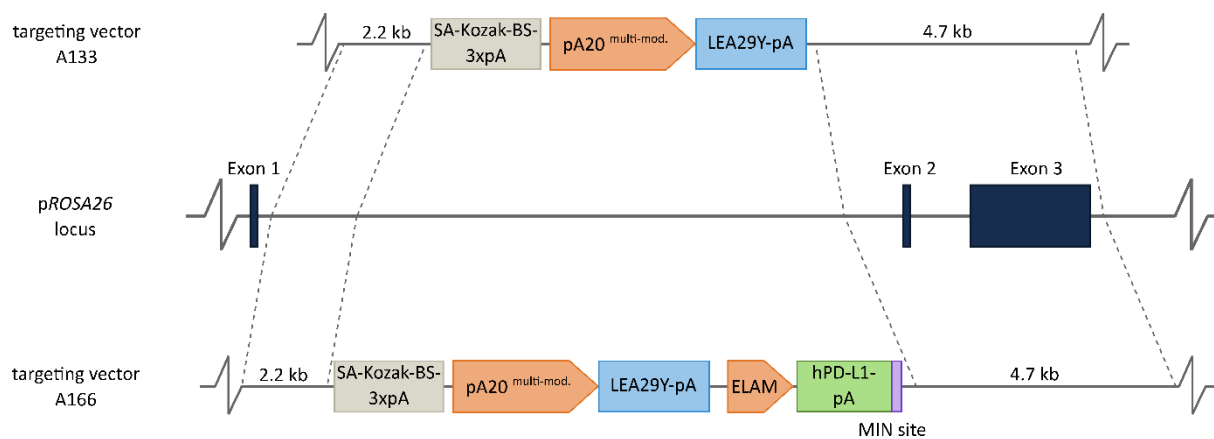 targeting vector
A133
2.2 kb
SA-Kozak-BS-
3xpA
pA20 multi-mod.
LEA29Y-pA
4.7 kb
pROSA26
locus
Exon 1
Exon 2
Exon 3
targeting vector
A166
2.2 kb
SA-Kozak-BS-
3xpA
pA20 multi-mod.
LEA29Y-pA
ELAM
hPD-L1-
pA
4.7 kb
MIN site